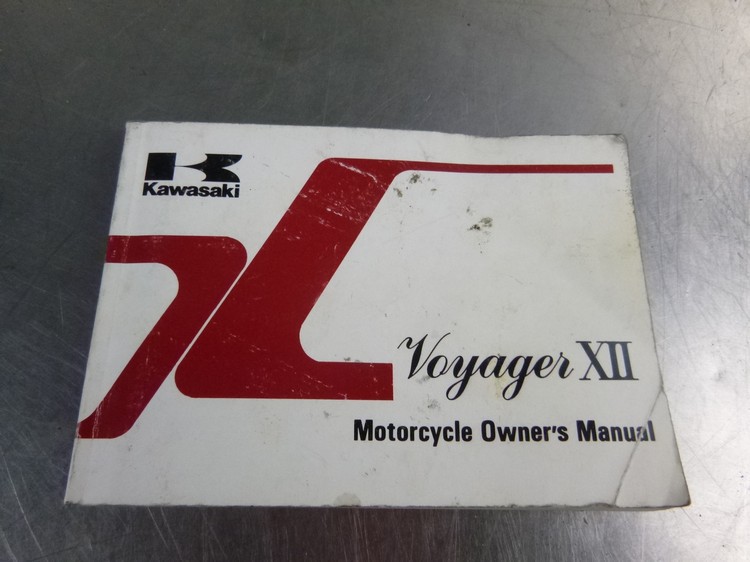 Kawasaki
Voyager XII
Motorcycle Owner's Manual